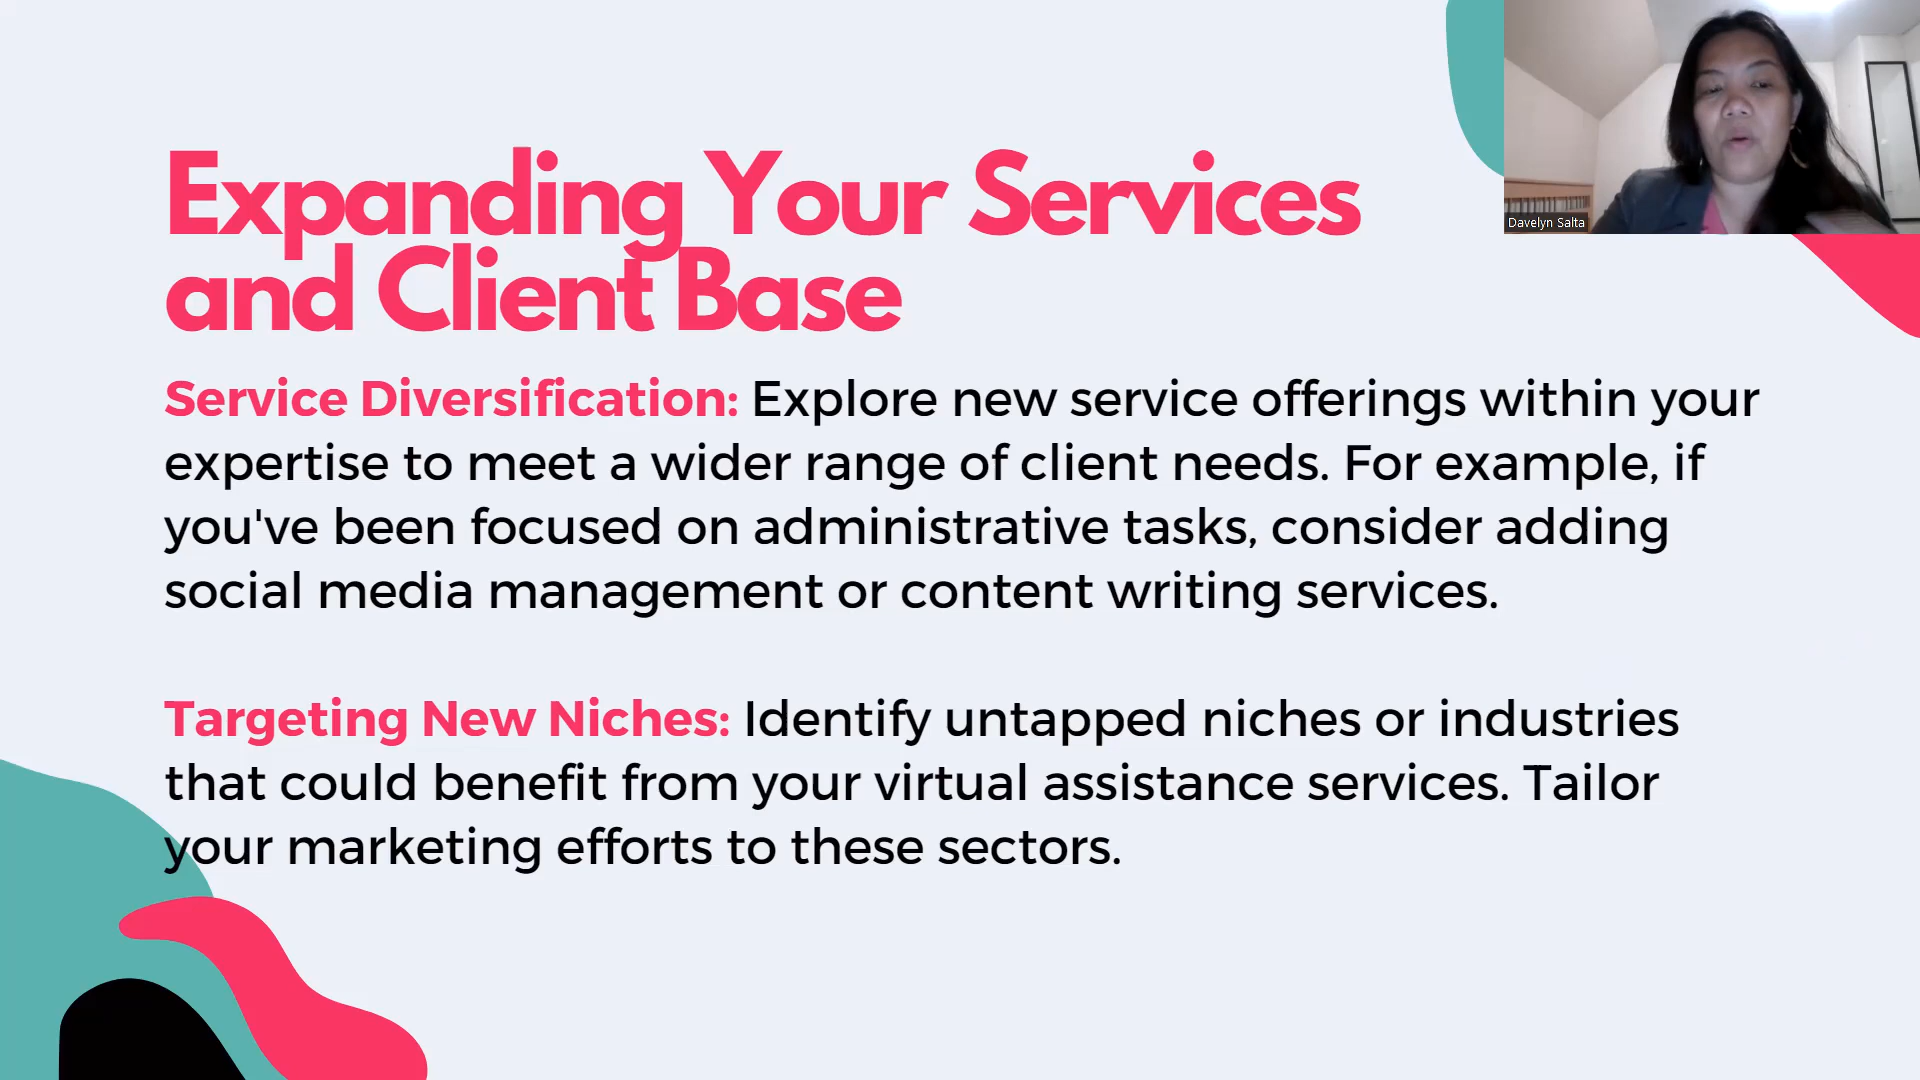 Expanding Your Services
and Client Base
Service Diversification: Explore new service offerings within your
expertise to meet a wider range of client needs. For example, if
you've been focused on administrative tasks, consider adding
social media management or content writing services.
Targeting New Niches: Identify untapped niches or industries
that could benefit from your virtual assistance services. Tailor
your marketing efforts to these sectors.
Davelyn Salta